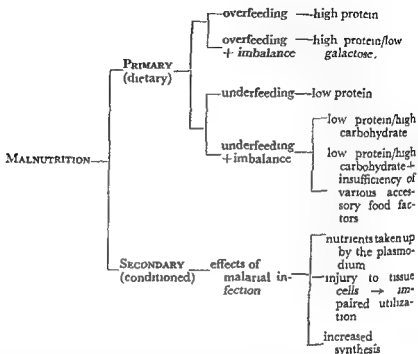 overfeeding—high protein
overfeeding —high protein/low
+ imbalance galactose.
PRIMARY
(dietary)
underfeeding—low protein
low protein/high
carbohydrate
underfeeding
+imbalance
low protein/high
carbohydrate+
insufficiency of
various acces-
sory food fac-
tors
MALNUTRITION
nutrients taken up
by the plasmo-
dium
SECONDARY
(conditioned)
effects of
malarial in-
fection
injury to tissue
cells → im-
paired utiliza-
tion
increased
synthesis